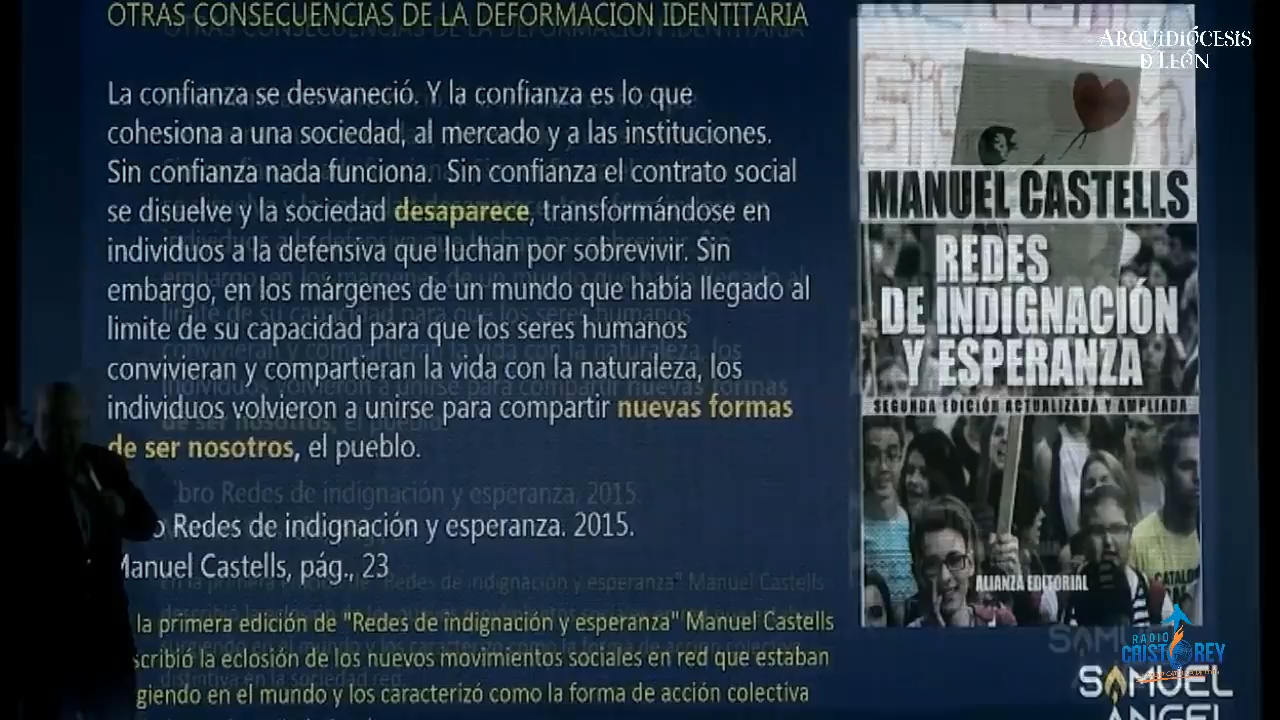 OTRAS CONSECUENCIAS DE LA DEFORMACION IDENTITARIA
La confianza se desvaneció. Y la confianza es lo que
cohesiona a una sociedad, al mercado y a las instituciones.
Sin confianza nada funciona. Sin confianza el contrato social
se disuelve y la sociedad desaparece, transformándose en
individuos a la defensiva que luchan por sobrevivir. Sin
embargo, en los márgenes de un mundo que había llegado al
limite de su capacidad para que los seres humanos
convivieran y compartieran la vida con la naturaleza, los
individuos volvieron a unirse para compartir nuevas formas
de ser nosotros, el pueblo.
Redes de indignación y esperanza. 2015.
Manuel Castells, pág., 23
la primera edición de "Redes de indignación y esperanza" Manuel Castells
scribió la eclosión de los nuevos movimientos sociales en red que estaban
giendo en el mundo y los caracterizó como la forma de acción colectiva
ARQUIDIÓCESIS
D LEÓN
MANUEL CASTELLS
REDES
DE INDIGNACIÓN
Y ESPERANZA
SEGUNDA EDICIÓN ACTUALIZADA Y AMPLIADA
ALIANZA EDITORIAL
RADIO
CRISTO REY
SAMUEL
ANGEL